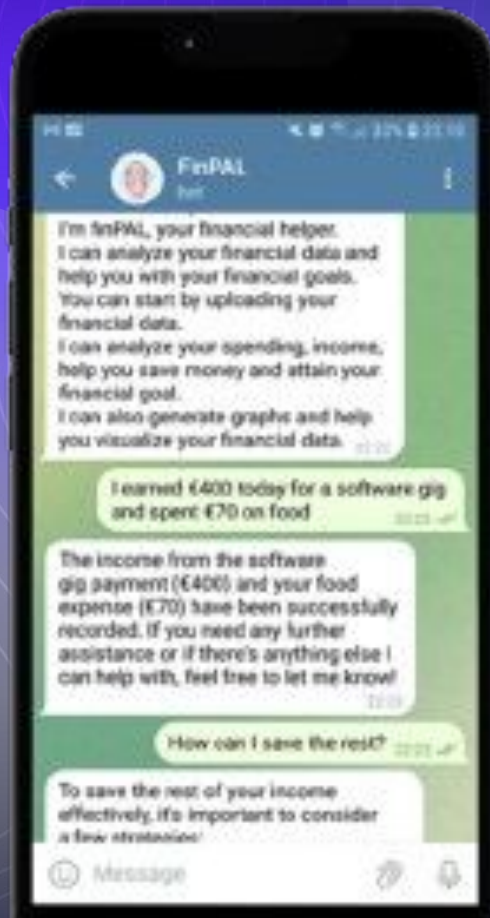 FinPAL
bot
I'm finPAL, your financial helper.
I can analyze your financial data and
help you with your financial goals.
You can start by uploading your
financial data.
I can analyze your spending, income,
help you save money and attain your
financial goal.
I can also generate graphs and help
you visualize your financial data.
I earned €400 today for a software gig
and spent €70 on food
The income from the software
gig payment (€400) and your food
expense (€70) have been successfully
recorded. If you need any further
assistance or if there's anything else I
can help with, feel free to let me know!
How can I save the rest?
To save the rest of your income
effectively, it's important to consider
a few strategies:
Message